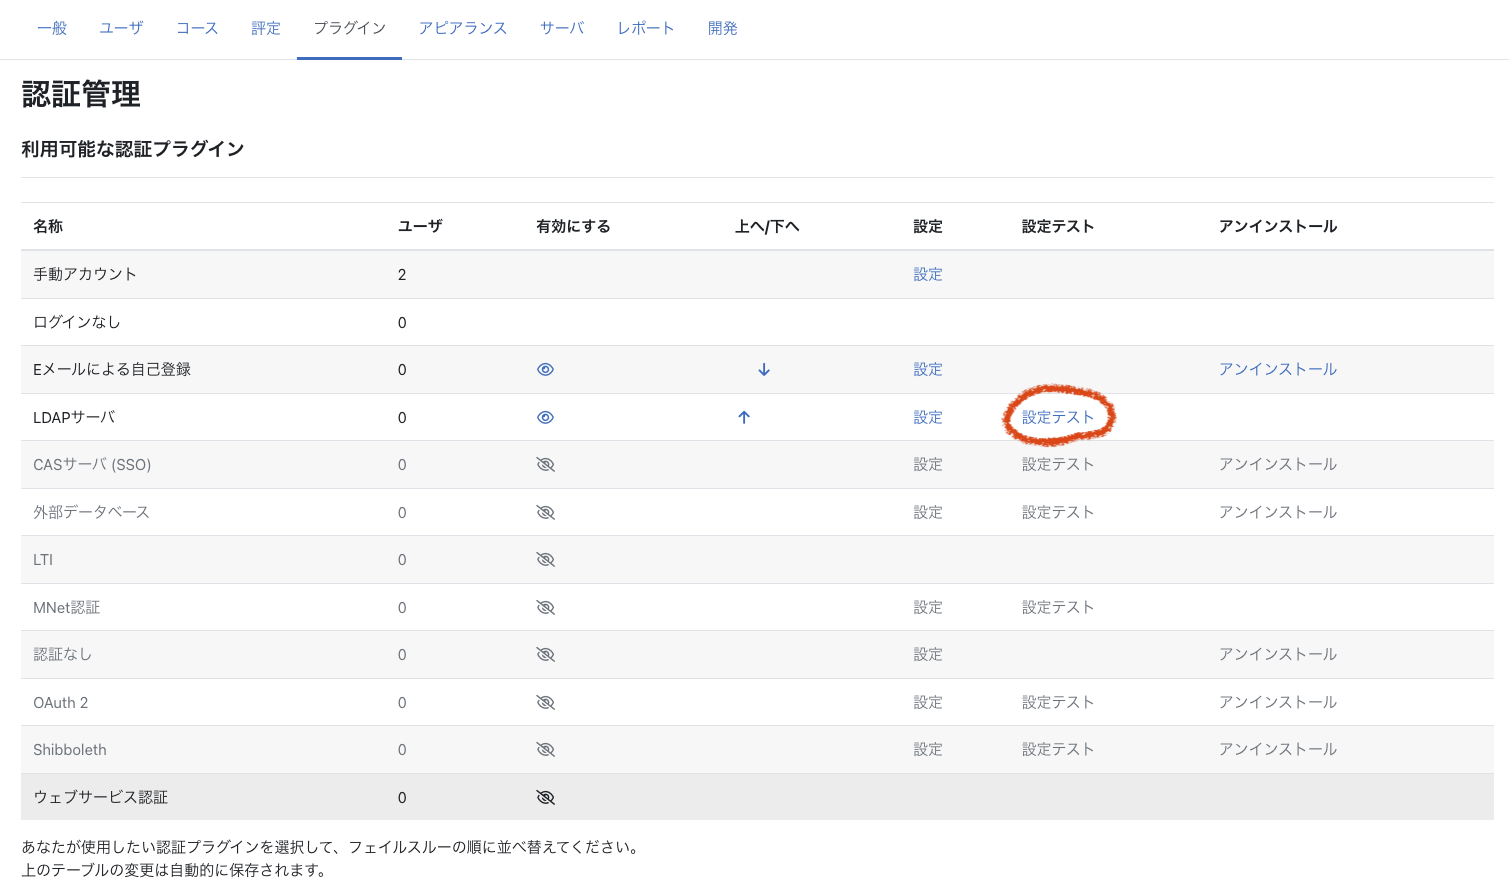 一般 ユーザ コース 評定 プラグイン アピアランス サーバ レポート 開発
認証管理
利用可能な認証プラグイン
名称 ユーザ 有効にする 上へ/下へ 設定 設定テスト アンインストール
手動アカウント 2 設定
ログインなし 0
Eメールによる自己登録 0 設定 アンインストール
LDAPサーバ 0 設定 設定テスト
CASサーバ (SSO) 0 設定 設定テスト アンインストール
外部データベース 0 設定 設定テスト アンインストール
LTI 0
MNet認証 0 設定 設定テスト
認証なし 0 設定 アンインストール
OAuth 2 0 設定 設定テスト アンインストール
Shibboleth 0 設定 設定テスト アンインストール
ウェブサービス認証 0
あなたが使用したい認証プラグインを選択して、フェイルスルーの順に並べ替えてください。
上のテーブルの変更は自動的に保存されます。